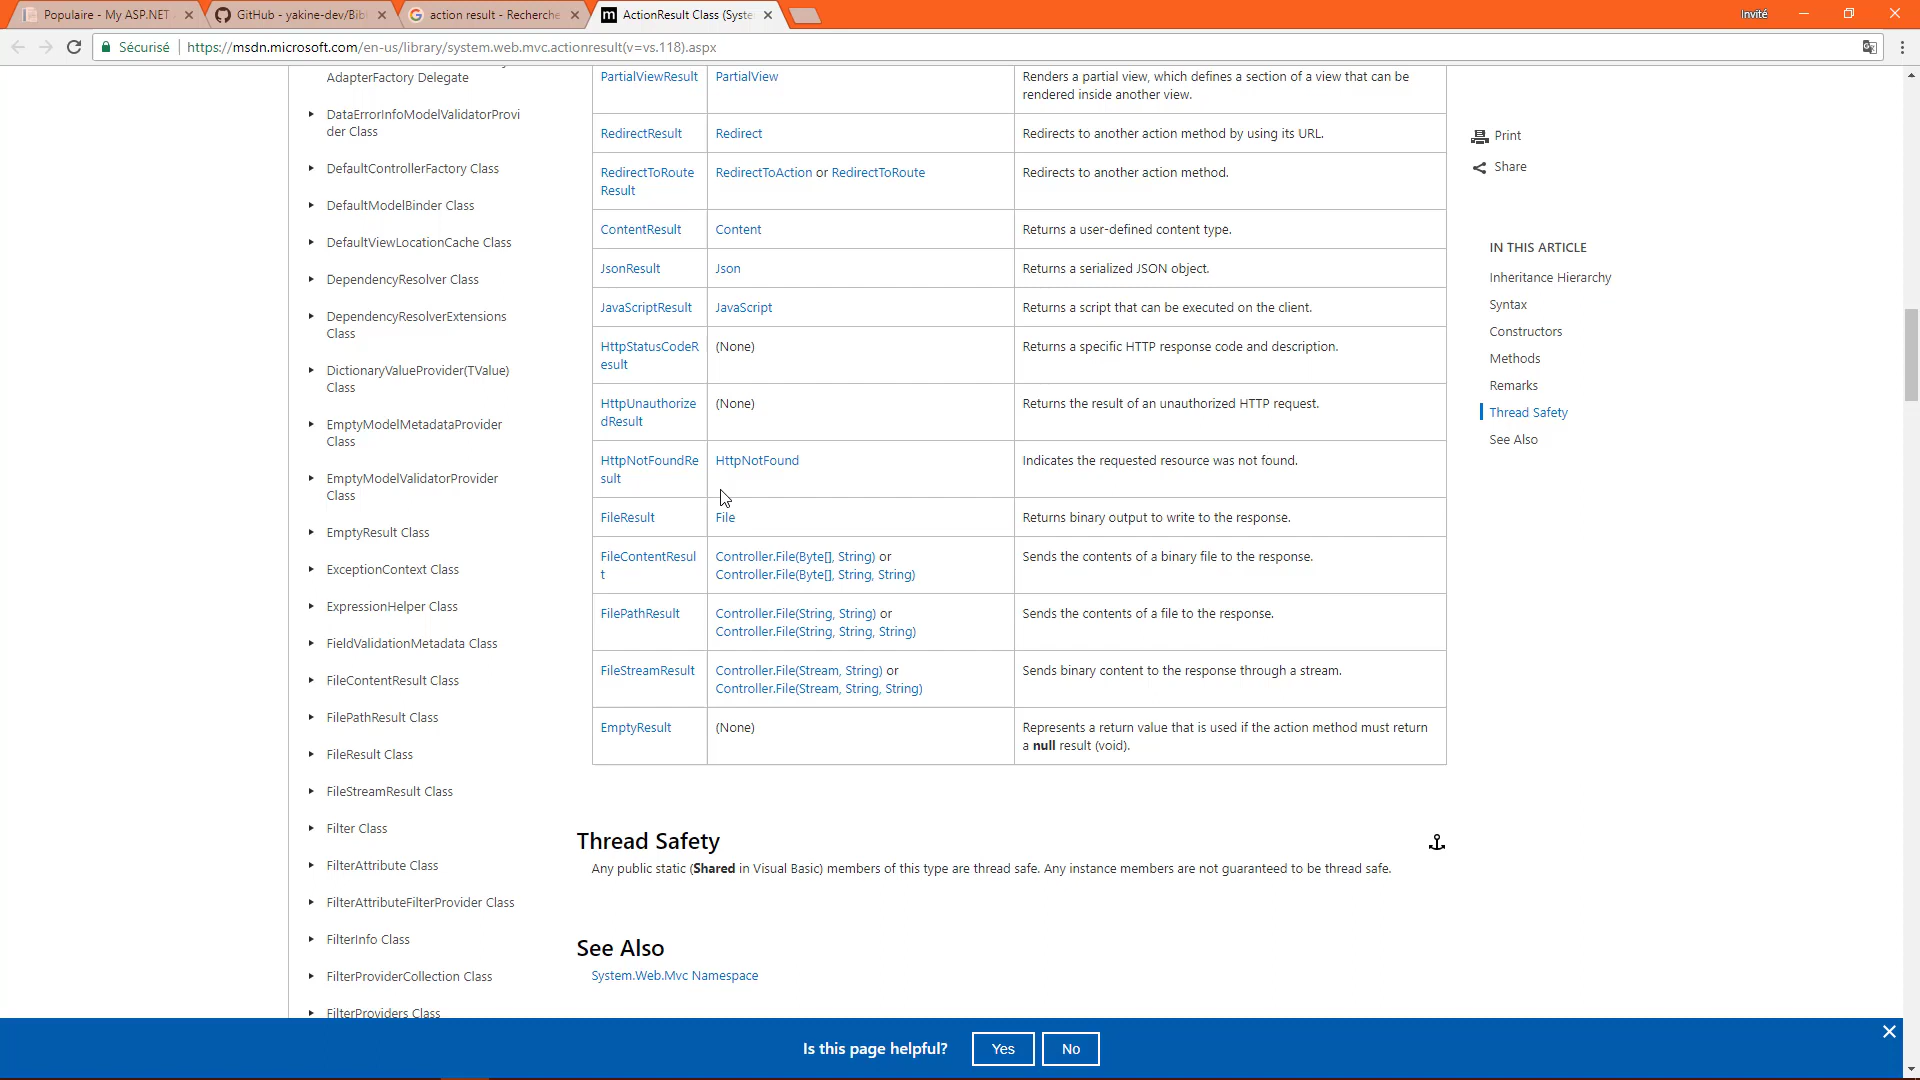 Populaire - My ASP.NET
GitHub - yakine-dev/Bib
action result - Recherche
ActionResult Class (Syste
Invité
Sécurisé
https://msdn.microsoft.com/en-us/library/system.web.mvc.actionresult(v=vs.118).aspx
AdapterFactory Delegate
DataErrorInfoModelValidatorProvi
der Class
DefaultControllerFactory Class
DefaultModelBinder Class
DefaultViewLocationCache Class
DependencyResolver Class
DependencyResolverExtensions
Class
DictionaryValueProvider(TValue)
Class
EmptyModelMetadataProvider
Class
EmptyModelValidatorProvider
Class
EmptyResult Class
ExceptionContext Class
ExpressionHelper Class
FieldValidationMetadata Class
FileContentResult Class
FilePathResult Class
FileResult Class
FileStreamResult Class
Filter Class
FilterAttribute Class
FilterAttributeFilterProvider Class
FilterInfo Class
FilterProviderCollection Class
FilterProviders Class
PartialViewResult PartialView Renders a partial view, which defines a section of a view that can be
rendered inside another view.
RedirectResult Redirect Redirects to another action method by using its URL.
RedirectToRoute RedirectToAction or RedirectToRoute Redirects to another action method.
Result
ContentResult Content Returns a user-defined content type.
JsonResult Json Returns a serialized JSON object.
JavaScriptResult JavaScript Returns a script that can be executed on the client.
HttpStatusCodeR (None) Returns a specific HTTP response code and description.
esult
HttpUnauthorize (None) Returns the result of an unauthorized HTTP request.
dResult
HttpNotFoundRe HttpNotFound Indicates the requested resource was not found.
sult
FileResult File Returns binary output to write to the response.
FileContentResul Controller.File(Byte[], String) or Sends the contents of a binary file to the response.
t Controller.File(Byte[], String, String)
FilePathResult Controller.File(String, String) or Sends the contents of a file to the response.
Controller.File(String, String, String)
FileStreamResult Controller.File(Stream, String) or Sends binary content to the response through a stream.
Controller.File(Stream, String, String)
EmptyResult (None) Represents a return value that is used if the action method must return
a null result (void).
Thread Safety
Any public static (Shared in Visual Basic) members of this type are thread safe. Any instance members are not guaranteed to be thread safe.
See Also
System.Web.Mvc Namespace
Print
Share
IN THIS ARTICLE
Inheritance Hierarchy
Syntax
Constructors
Methods
Remarks
Thread Safety
See Also
Is this page helpful? Yes No